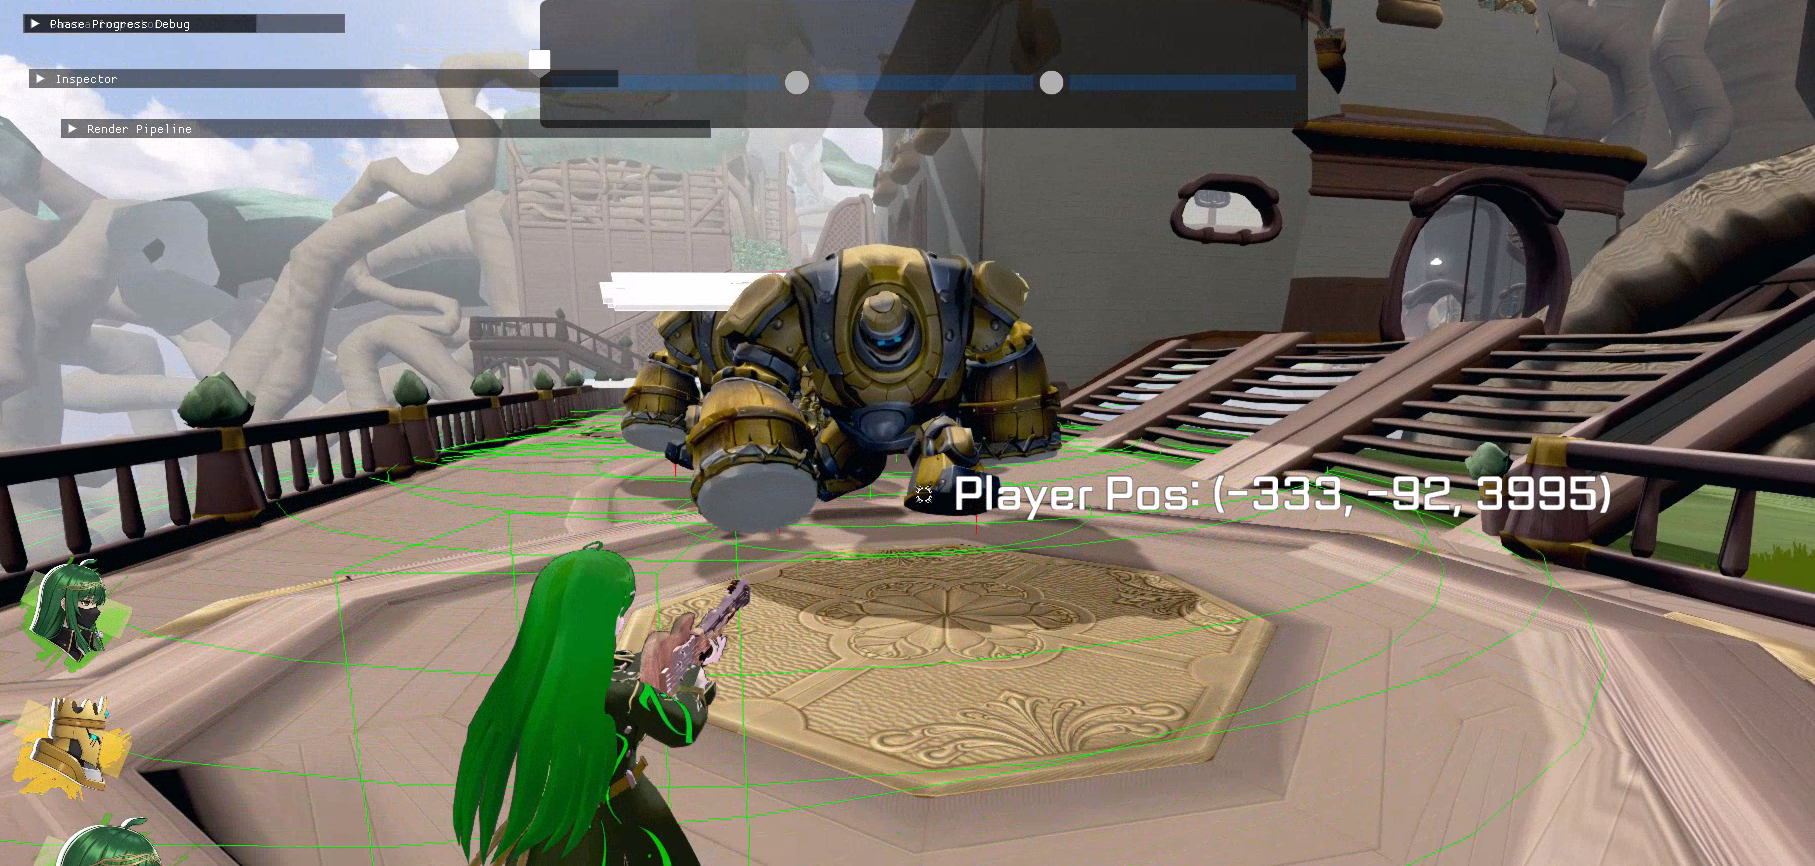 Phase Progress Debug
Inspector
Render Pipeline
Player Pos: (-333, -92, 3995)